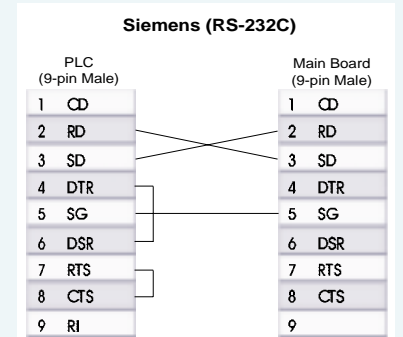 Siemens (RS-232C)
PLC
(9-pin Male)
Main Board
(9-pin Male)
1 CD
1 CD
2 RD
2 RD
3 SD
3 SD
4 DTR
4 DTR
5 SG
5 SG
6 DSR
6 DSR
7 RTS
7 RTS
8 CTS
8 CTS
9 RI
9